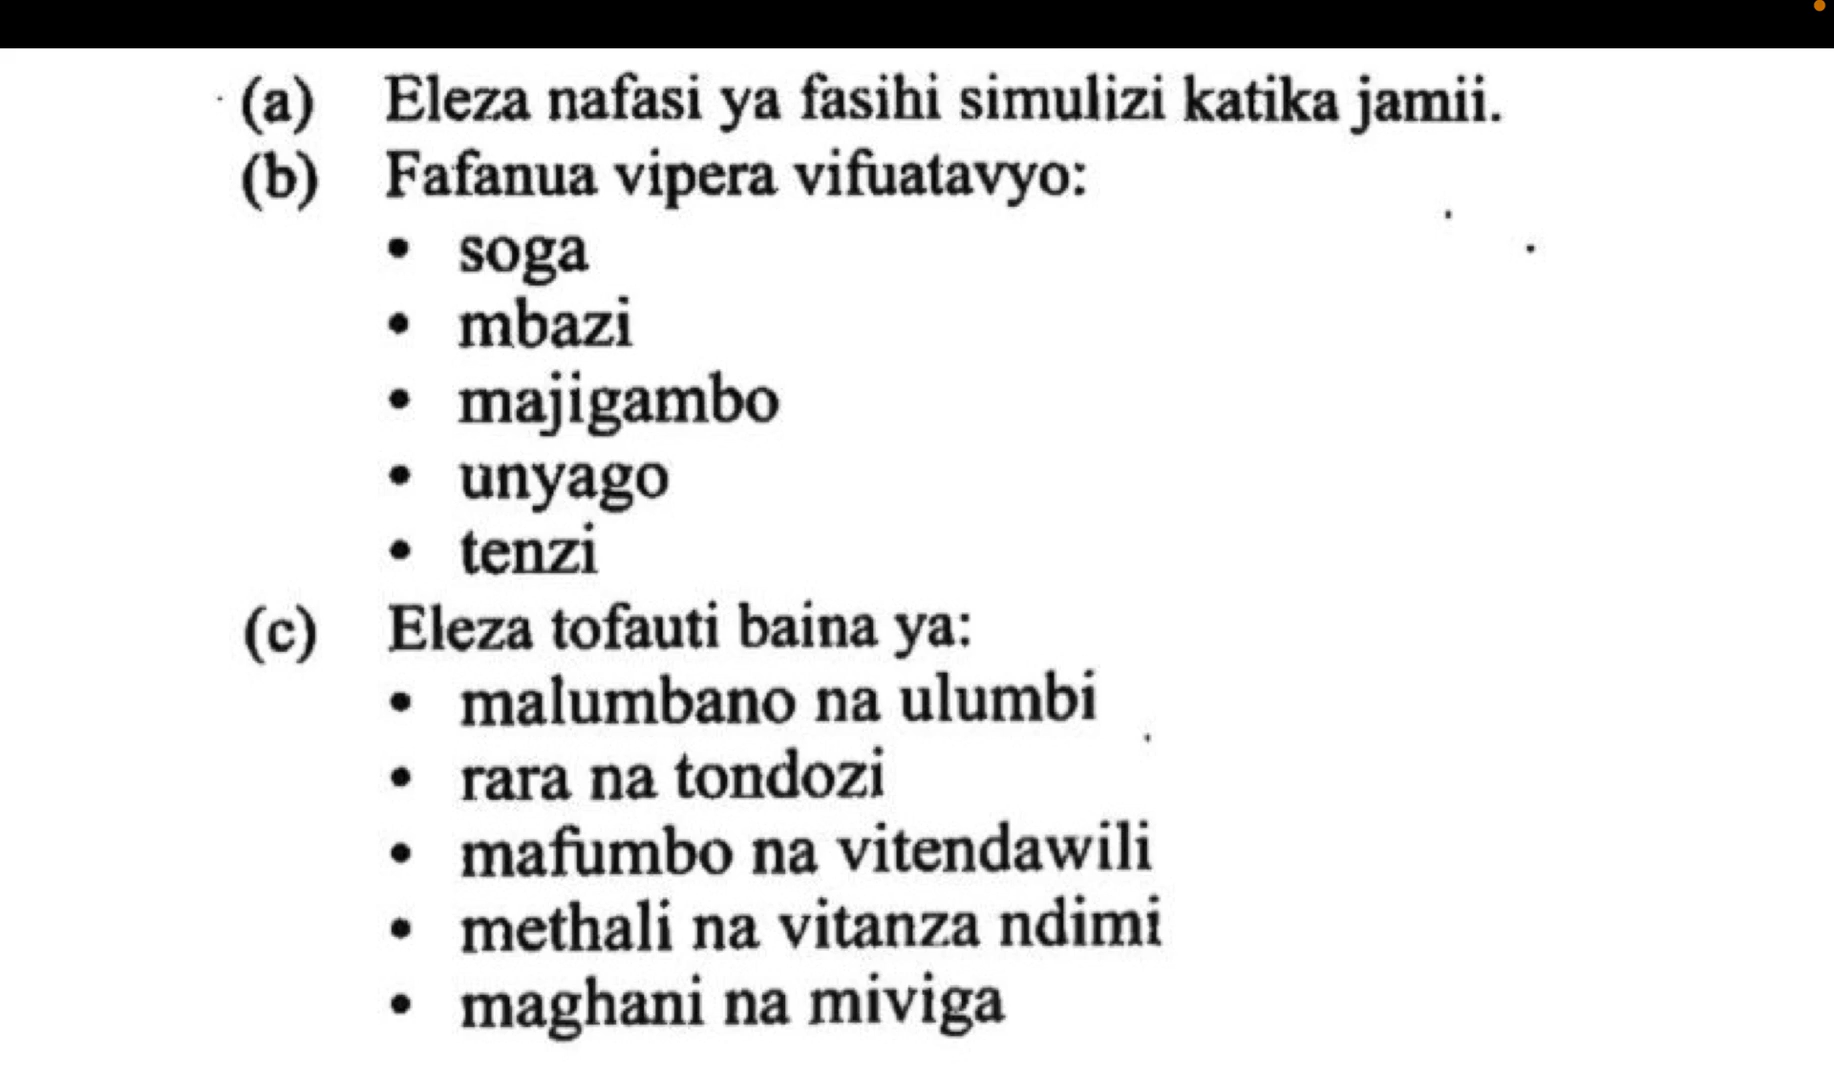 (a) Eleza nafasi ya fasihi simulizi katika jamii.
(b) Fafanua vipera vifuatavyo:
• soga
• mbazi
• majigambo
• unyago
• tenzi
(c) Eleza tofauti baina ya:
• malumbano na ulumbi
• rara na tondozi
• mafumbo na vitendawili
• methali na vitanza ndimi
• maghani na miviga